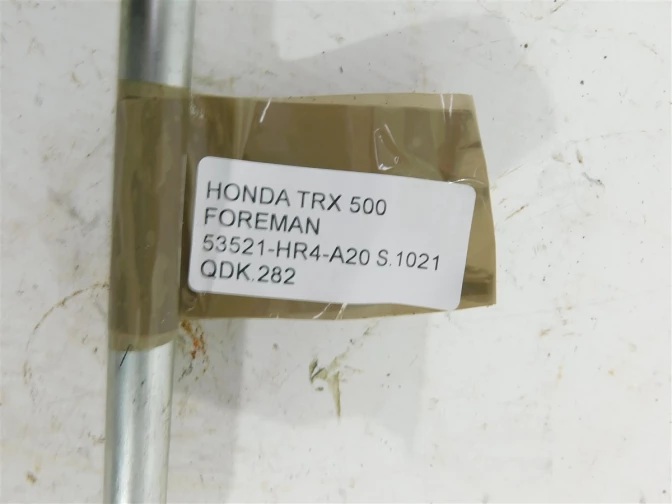 HONDA TRX 500
FOREMAN
53521-HR4-A20 S.1021
QDK.282